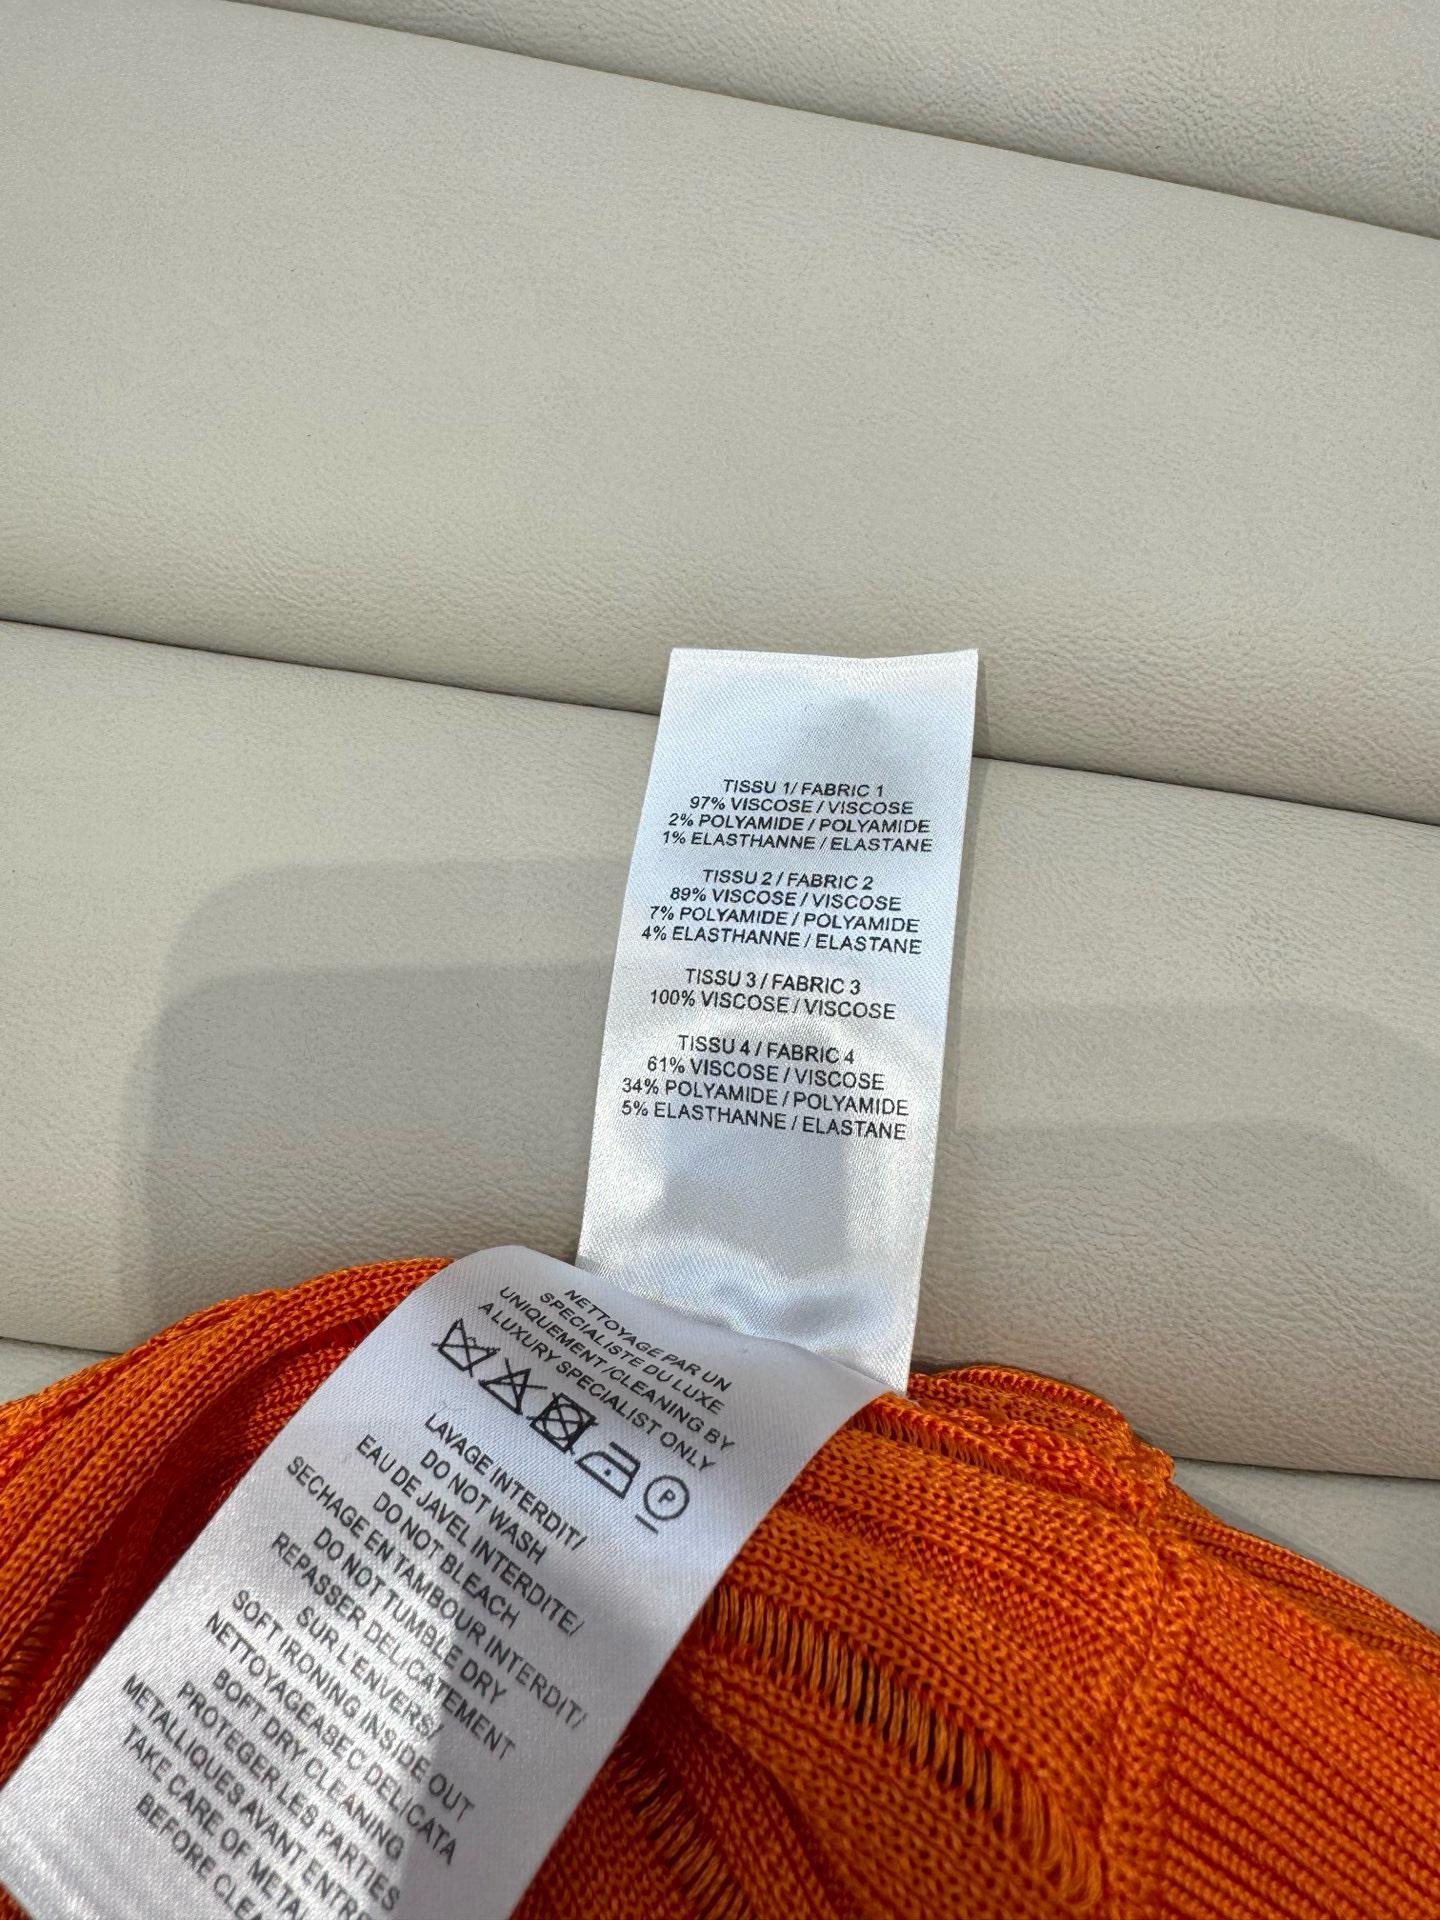 TISSU 1/ FABRIC 1
97% VISCOSE / VISCOSE
2% POLYAMIDE / POLYAMIDE
1% ELASTHANNE / ELASTANE
TISSU 2 / FABRIC 2
89% VISCOSE / VISCOSE
7% POLYAMIDE / POLYAMIDE
4% ELASTHANNE / ELASTANE
TISSU 3 / FABRIC 3
100% VISCOSE / VISCOSE
TISSU 4 / FABRIC 4
61% VISCOSE / VISCOSE
34% POLYAMIDE / POLYAMIDE
5% ELASTHANNE / ELASTANE
NETTOYAGE PAR UN
SPECIALISTE DU LUXE
UNIQUEMENT /CLEANING BY
A LUXURY SPECIALIST ONLY
P
LAVAGE INTERDIT/
DO NOT WASH
EAU DE JAVEL INTERDITE/
DO NOT BLEACH
SECHAGE EN TAMBOUR INTERDIT/
DO NOT TUMBLE DRY
REPASSER DELICATEMENT
SUR L'ENVERS/
SOFT IRONING INSIDE OUT
NETTOYAGEABEC DELICATA
BOFT DRY CLEANING
PROTEGER LES PARTIES
METALLIQUES AVANT ENTRE
TAKE CARE OF META
BEFORE CLEA